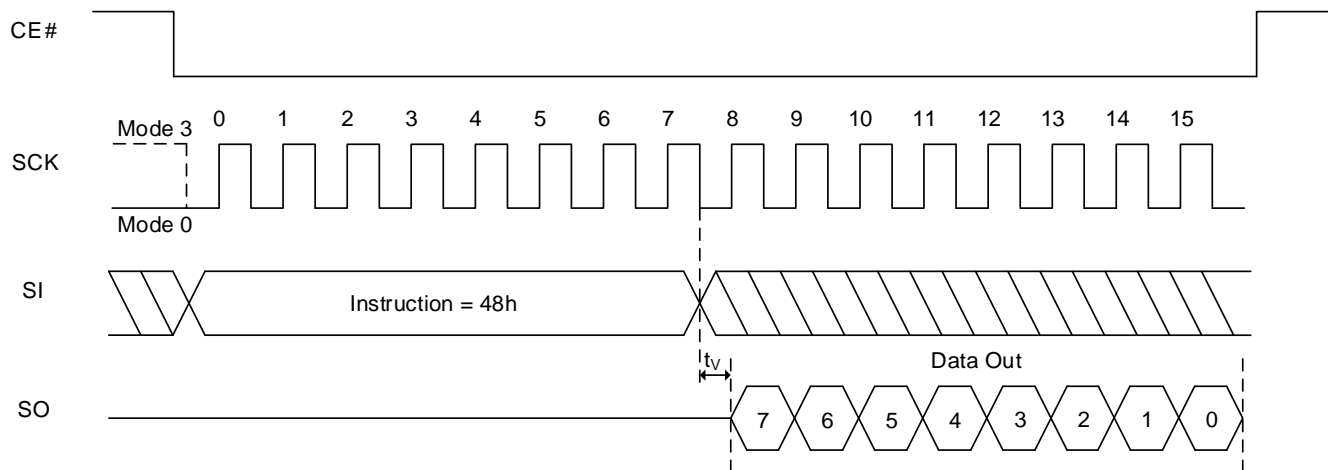 CE#
0 1 2 3 4 5 6 7 8 9 10 11 12 13 14 15
Mode 3
SCK
Mode 0
SI
Instruction = 48h
tV
Data Out
SO
7 6 5 4 3 2 1 0